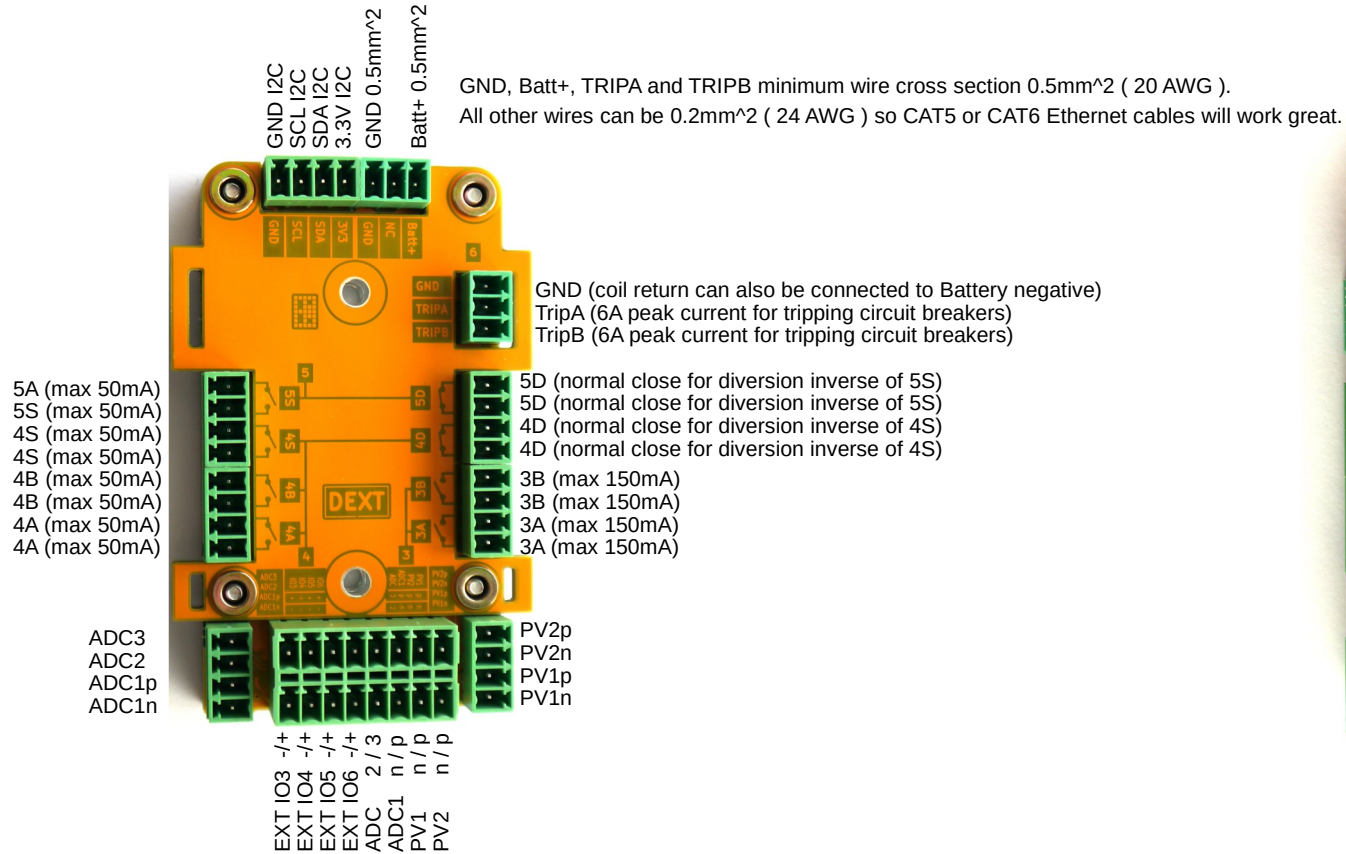 GND I2C
SCL I2C
SDA I2C
3.3V I2C
GND 0.5mm^2
Batt+ 0.5mm^2
GND, Batt+, TRIPA and TRIPB minimum wire cross section 0.5mm^2 ( 20 AWG ).
All other wires can be 0.2mm^2 ( 24 AWG ) so CAT5 or CAT6 Ethernet cables will work great.
GND
SCL
SDA
3V3
GND
NC
Batt+
6
GND
TRIPA
TRIPB
GND (coil return can also be connected to Battery negative)
TripA (6A peak current for tripping circuit breakers)
TripB (6A peak current for tripping circuit breakers)
5A (max 50mA)
5S (max 50mA)
4S (max 50mA)
4S (max 50mA)
4B (max 50mA)
4B (max 50mA)
4A (max 50mA)
4A (max 50mA)
5
5S
4S
4B
4A
4
DEXT
5D
4D
3B
3A
3
5D (normal close for diversion inverse of 5S)
5D (normal close for diversion inverse of 5S)
4D (normal close for diversion inverse of 4S)
4D (normal close for diversion inverse of 4S)
3B (max 150mA)
3B (max 150mA)
3A (max 150mA)
3A (max 150mA)
ADC3
ADC2
ADC1p
ADC1n
PV2p
PV2n
PV1p
PV1n
ADC3
ADC2
ADC1p
ADC1n
PV2p
PV2n
PV1p
PV1n
EXT IO3 -/+
EXT IO4 -/+
EXT IO5 -/+
EXT IO6 -/+
ADC 2 / 3
ADC1 n / p
PV1 n / p
PV2 n / p